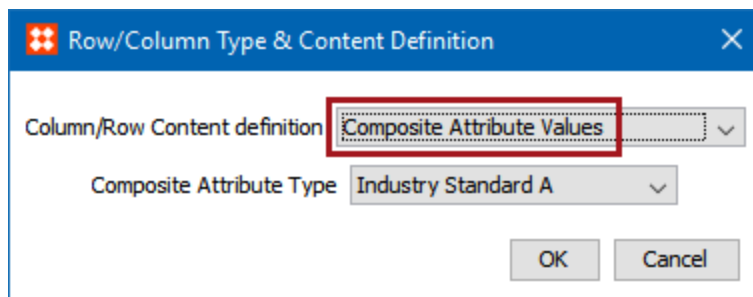 Row/Column Type & Content Definition
Column/Row Content definition Composite Attribute Values
Composite Attribute Type Industry Standard A
OK Cancel